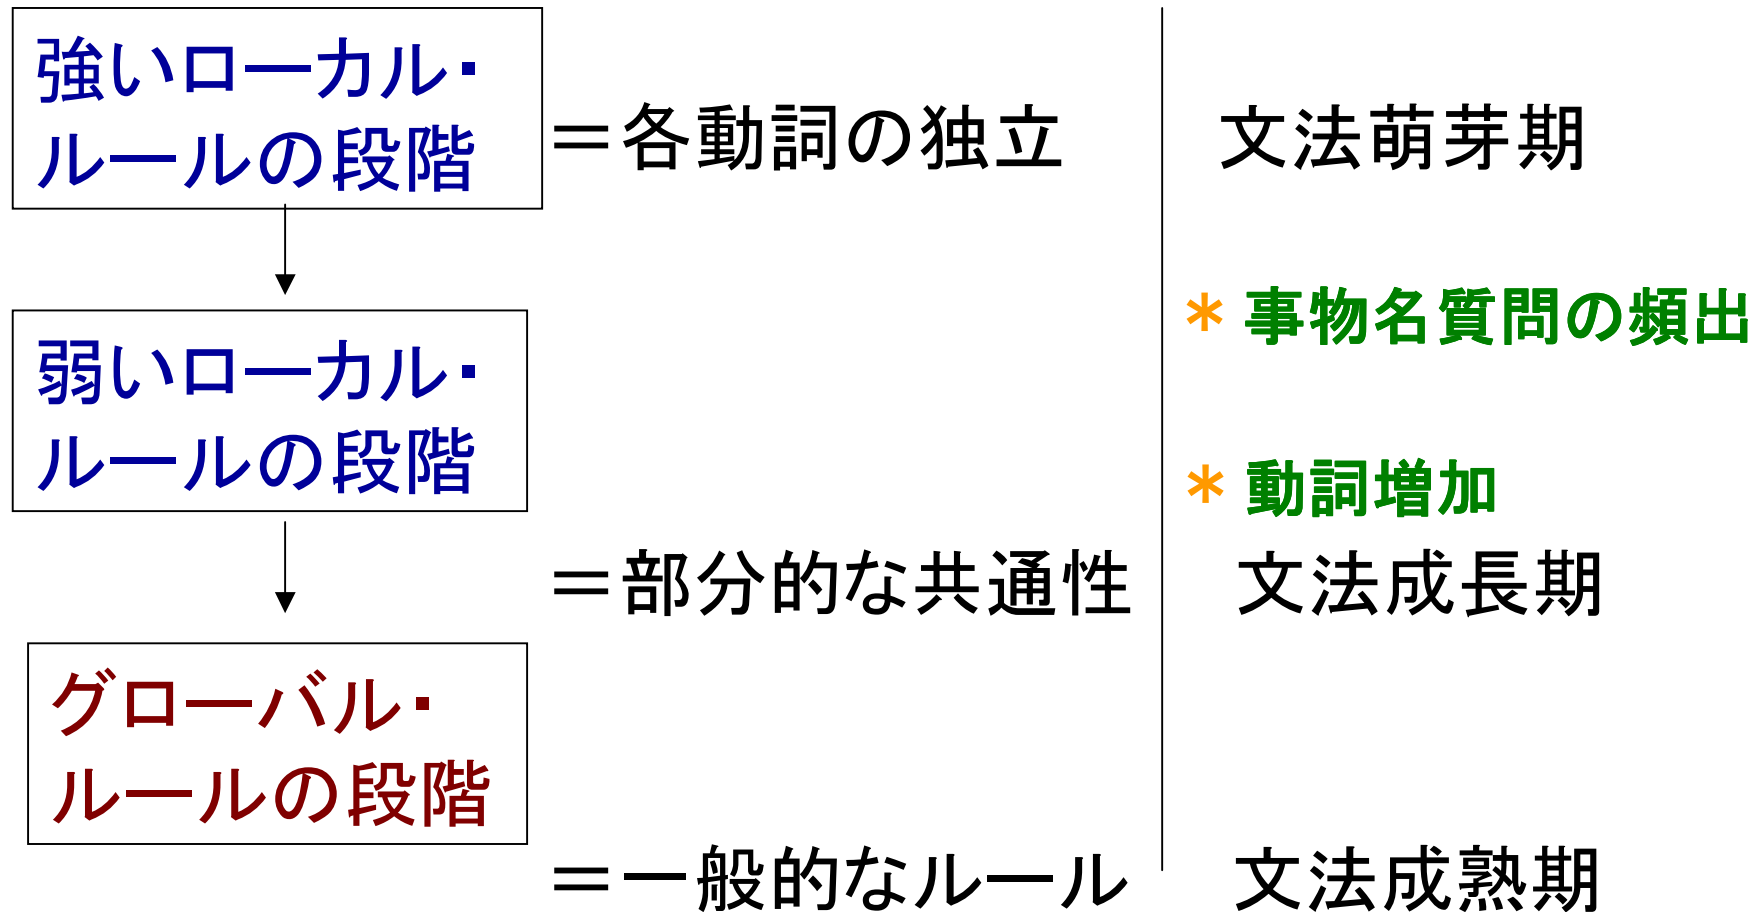 強いローカル・
ルールの段階
＝各動詞の独立
文法萌芽期
＊事物名質問の頻出
弱いローカル・
ルールの段階
＊動詞増加
＝部分的な共通性
文法成長期
グローバル・
ルールの段階
＝一般的なルール
文法成熟期